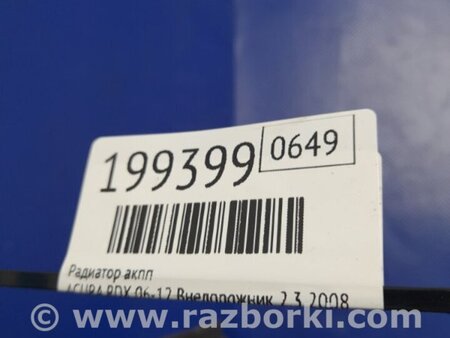 199399 0649
Радиатор акпп
ACURA RDX 06-12 Внедорожник 2.3 2008
www.razborki.com